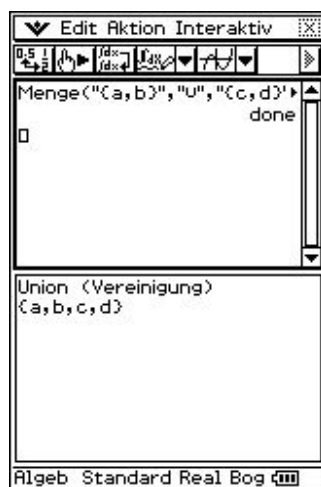 Edit Aktion Interaktiv
Menge("{a,b}","∪","{c,d}"
done
Union (Vereinigung)
{a,b,c,d}
Algeb Standard Real Bog